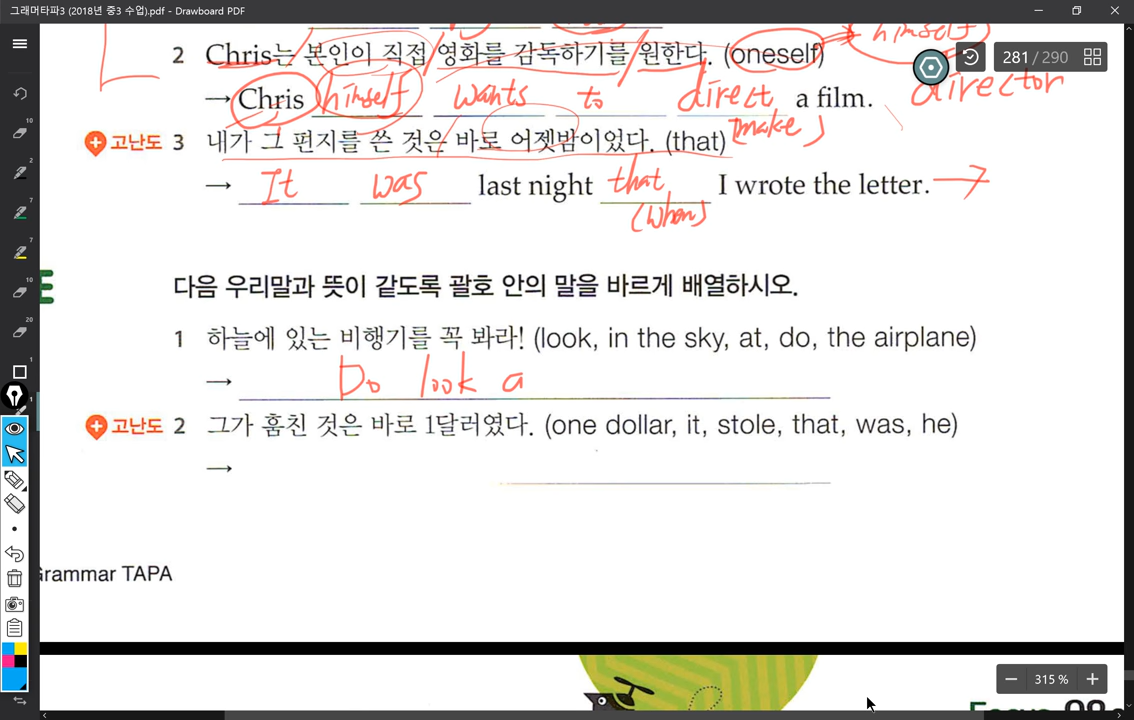 그래머타파3 (2018년 중3 수업).pdf - Drawboard PDF
281 / 290
himself
2 Chris는 본인이 직접 영화를 감독하기를 원한다. (oneself)
director
→ Chris himself wants to direct a film.
(make)
고난도 3 내가 그 편지를 쓴 것은 바로 어젯밤이었다. (that)
→ It was last night that I wrote the letter. →
(when)
E 다음 우리말과 뜻이 같도록 괄호 안의 말을 바르게 배열하시오.
1 하늘에 있는 비행기를 꼭 봐라! (look, in the sky, at, do, the airplane)
→ Do look a
고난도 2 그가 훔친 것은 바로 1달러였다. (one dollar, it, stole, that, was, he)
→
Grammar TAPA
315 %
10
2
7
7
10
20
1
1